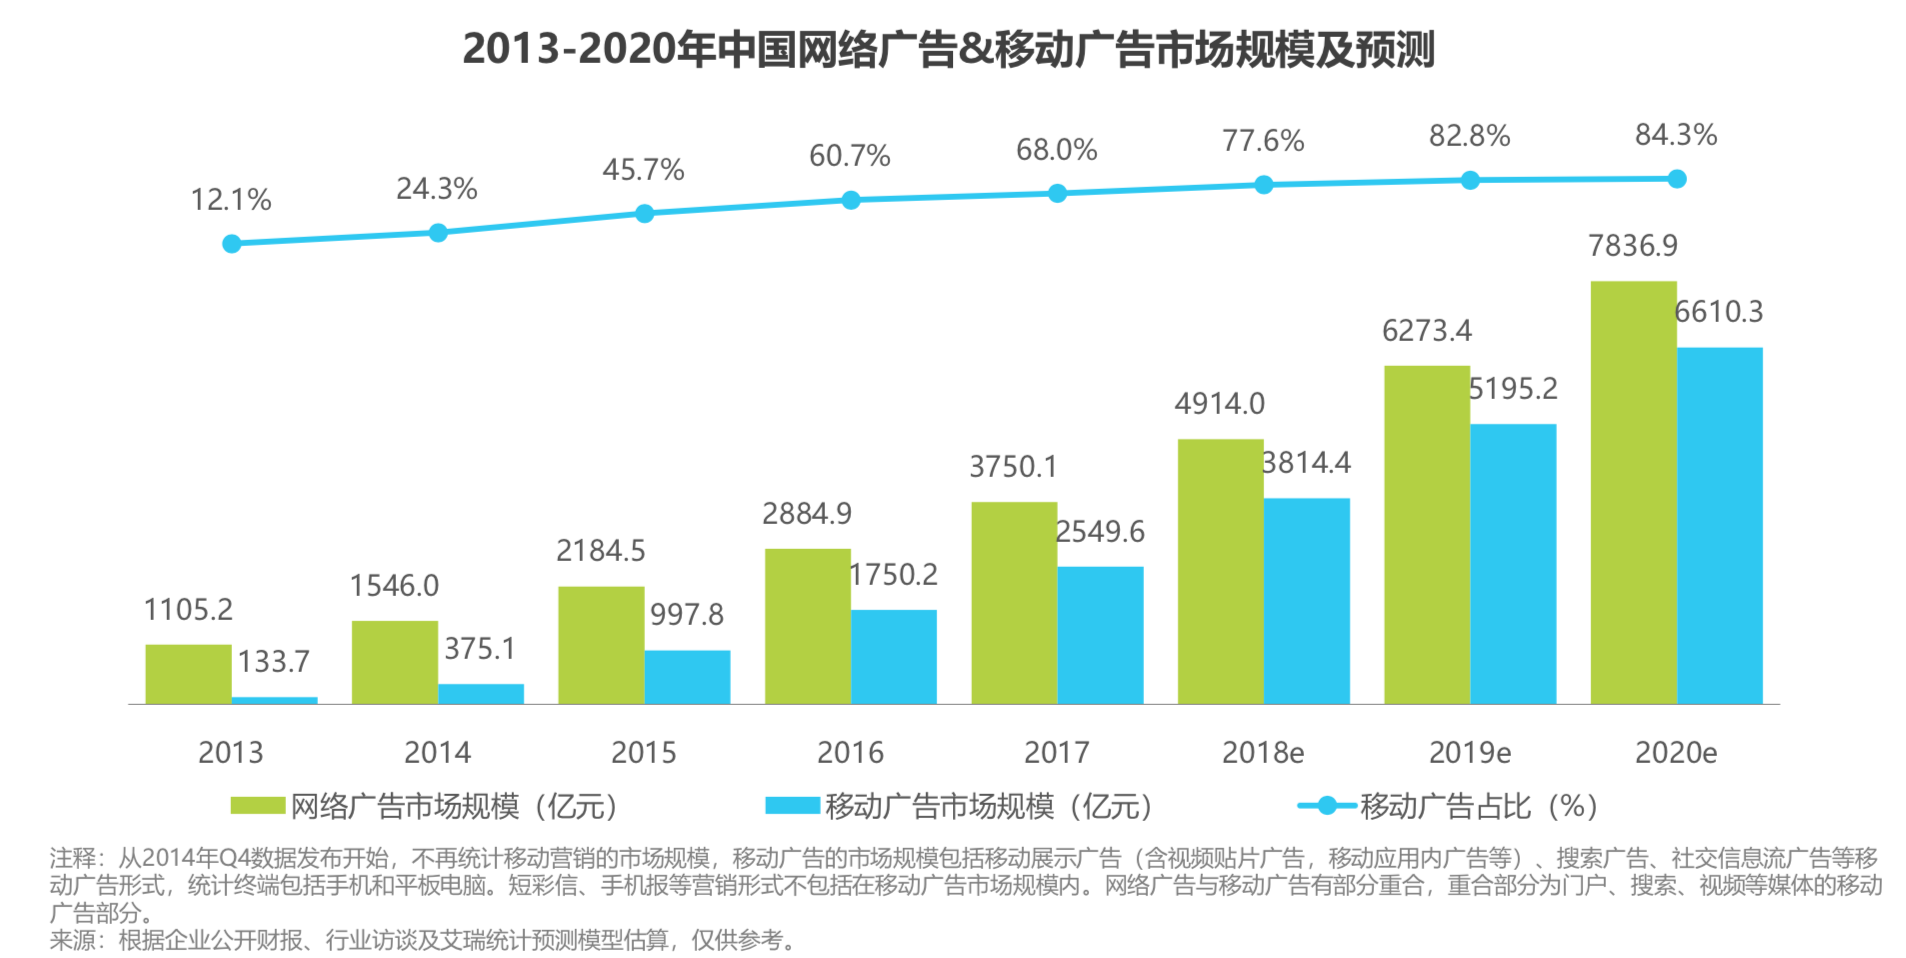 2013-2020年中国网络广告&移动广告市场规模及预测
12.1% 24.3% 45.7% 60.7% 68.0% 77.6% 82.8% 84.3%
1105.2 1546.0 2184.5 2884.9 3750.1 4914.0 6273.4 7836.9
133.7 375.1 997.8 1750.2 2549.6 3814.4 5195.2 6610.3
2013 2014 2015 2016 2017 2018e 2019e 2020e
网络广告市场规模（亿元） 移动广告市场规模（亿元） 移动广告占比（%）
注释：从2014年Q4数据发布开始，不再统计移动营销的市场规模，移动广告的市场规模包括移动展示广告（含视频贴片广告，移动应用内广告等）、搜索广告、社交信息流广告等移
动广告形式，统计终端包括手机和平板电脑。短彩信、手机报等营销形式不包括在移动广告市场规模内。网络广告与移动广告有部分重合，重合部分为门户、搜索、视频等媒体的移动
广告部分。
来源：根据企业公开财报、行业访谈及艾瑞统计预测模型估算，仅供参考。